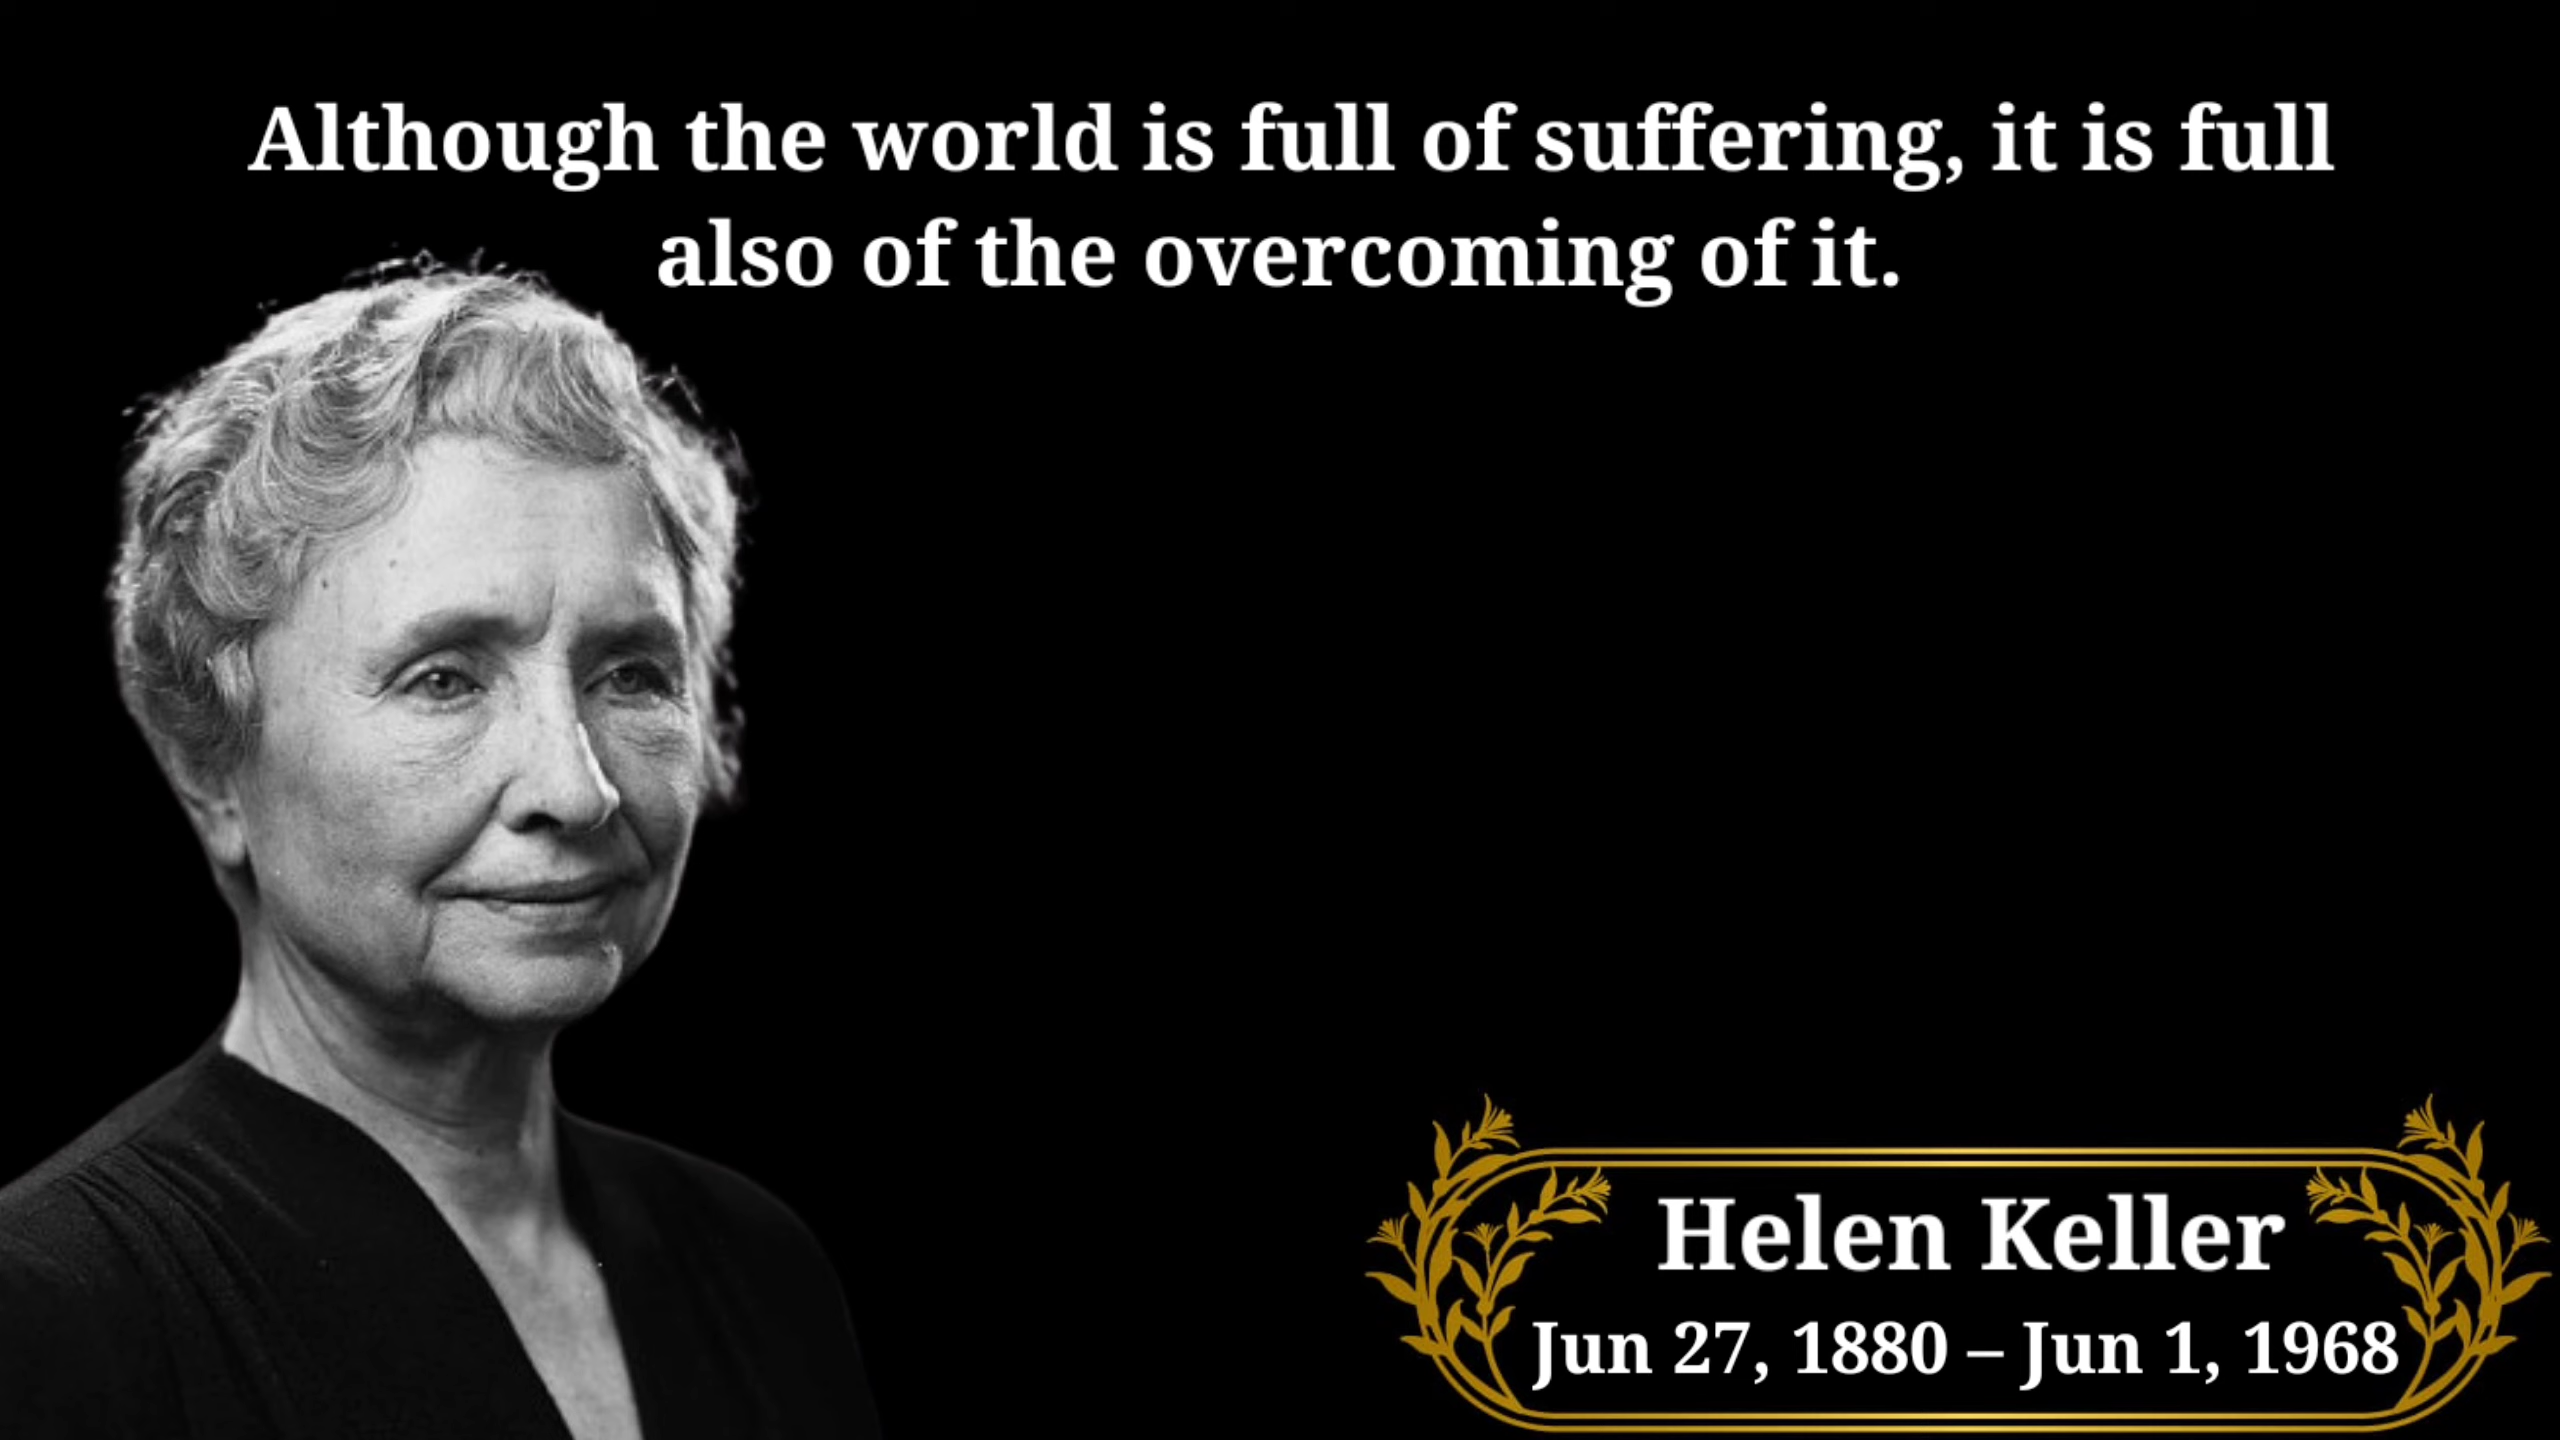 Although the world is full of suffering, it is full
also of the overcoming of it.
Helen Keller
Jun 27, 1880 – Jun 1, 1968